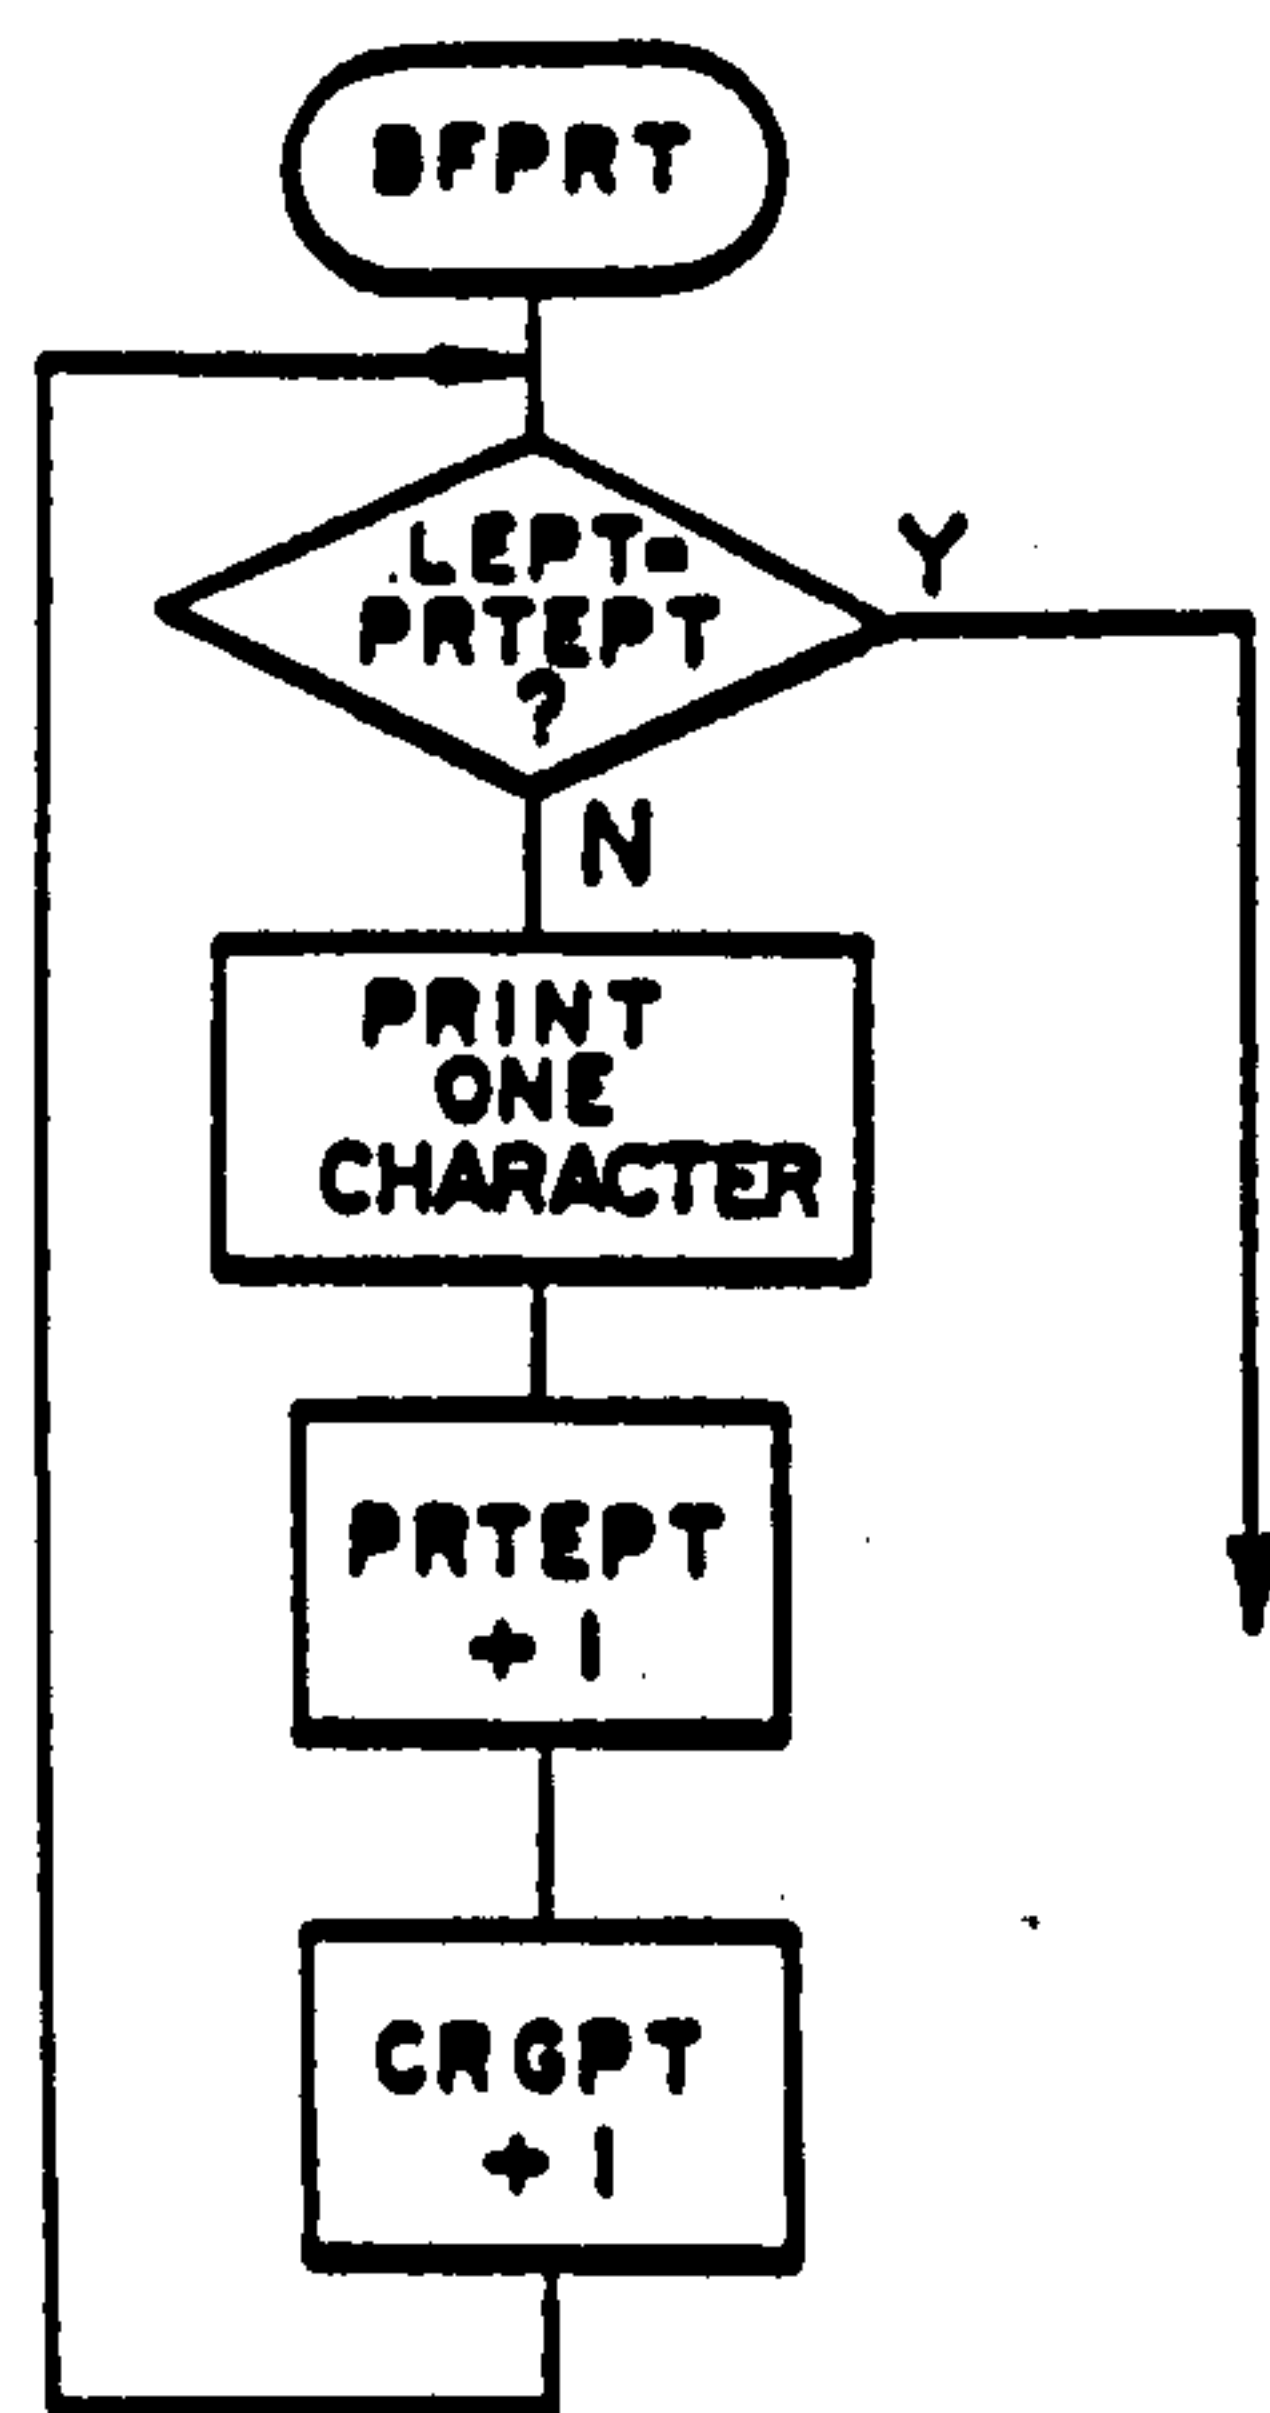 BFPRT
LEPT=
PRTEPT
?
Y
N
PRINT
ONE
CHARACTER
PRTEPT
+ 1
CRGPT
+ 1